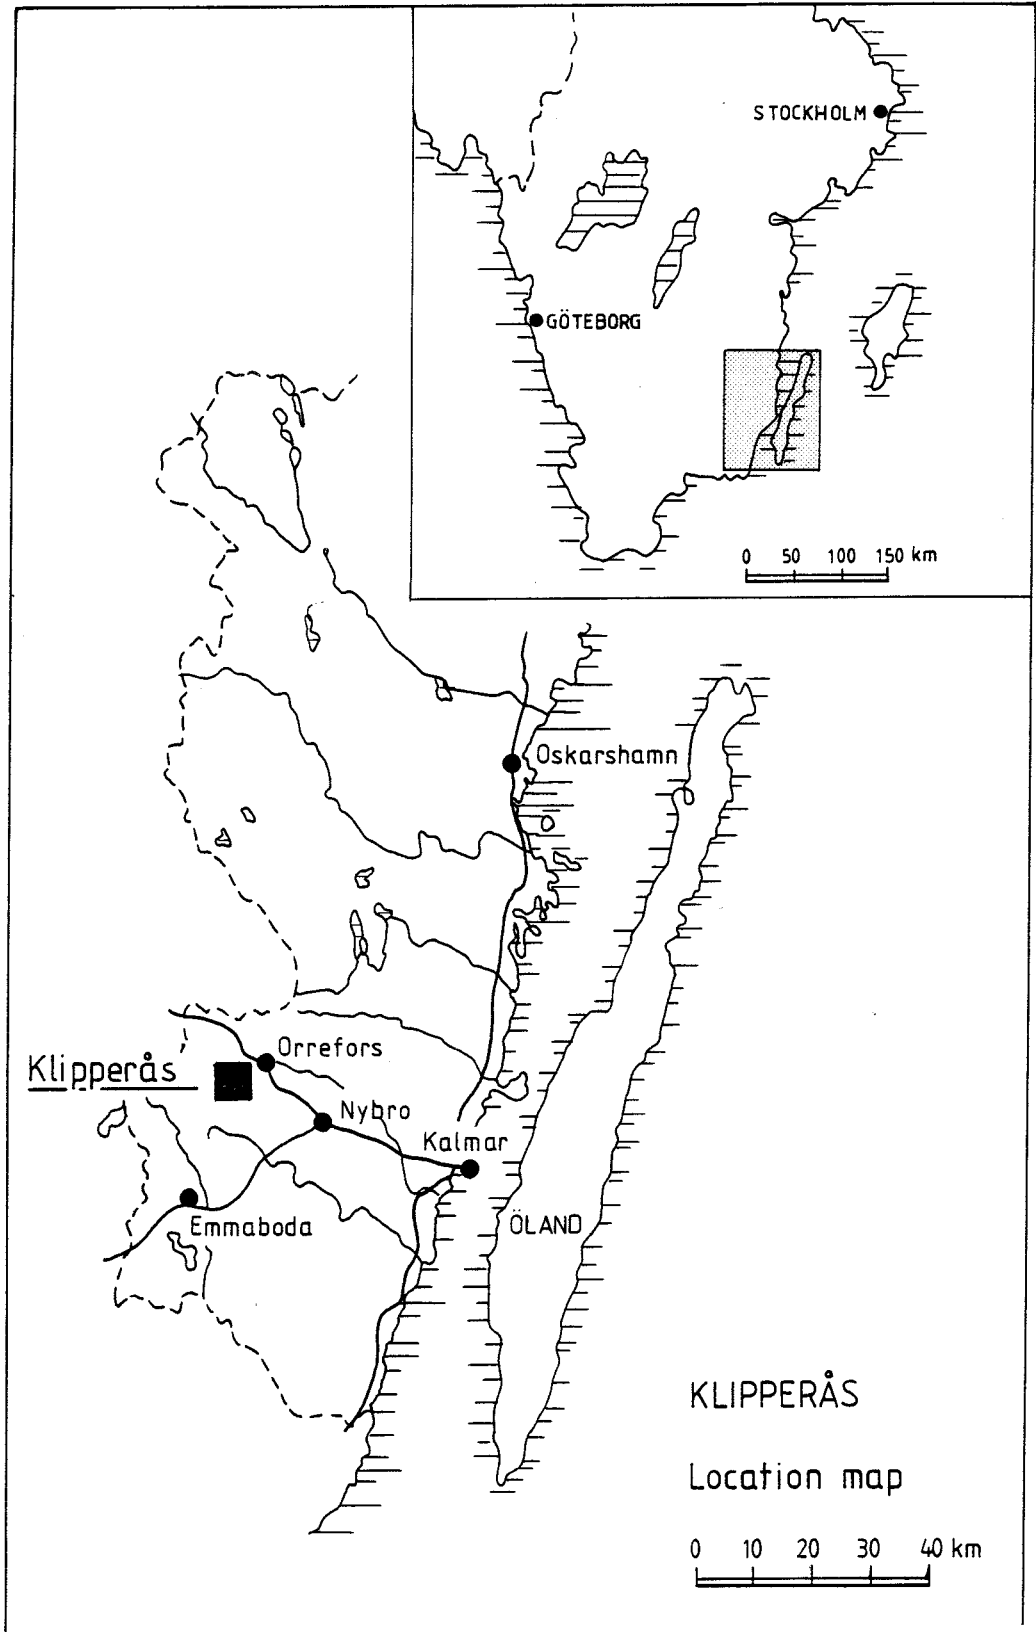 STOCKHOLM
GÖTEBORG
0 50 100 150 km
Oskarshamn
Orrefors
Klipperås
Nybro
Kalmar
Emmaboda
ÖLAND
KLIPPERÅS
Location map
0 10 20 30 40 km